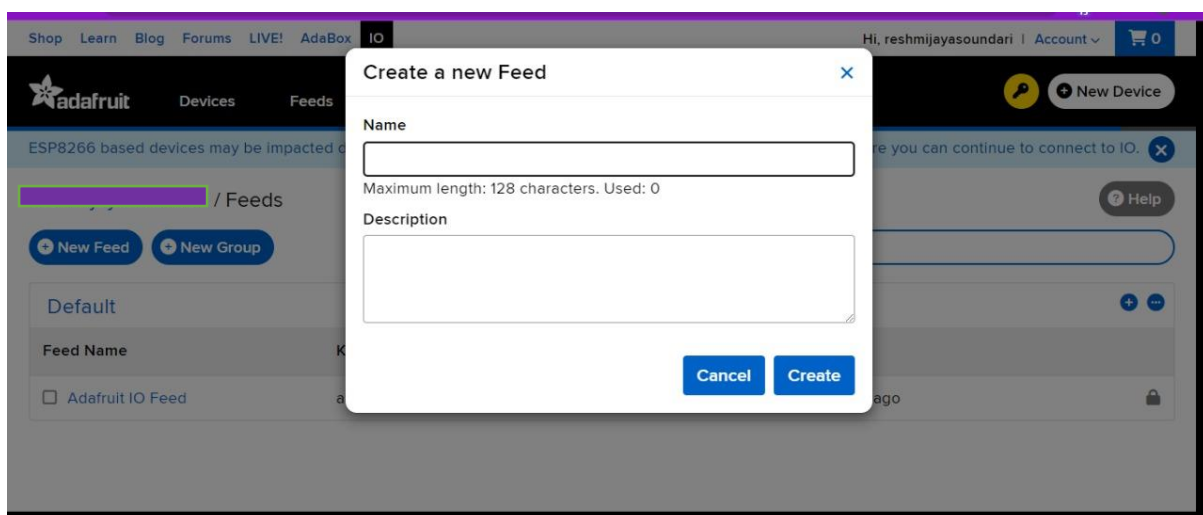 Shop Learn Blog Forums LIVE! AdaBox IO Hi, reshmijayasoundari | Account 0
adafruit Devices Feeds New Device
ESP8266 based devices may be impacted re you can continue to connect to IO.
/ Feeds Help
New Feed New Group
Default
Feed Name K
Adafruit IO Feed a ago
Create a new Feed
Name
Maximum length: 128 characters. Used: 0
Description
Cancel Create